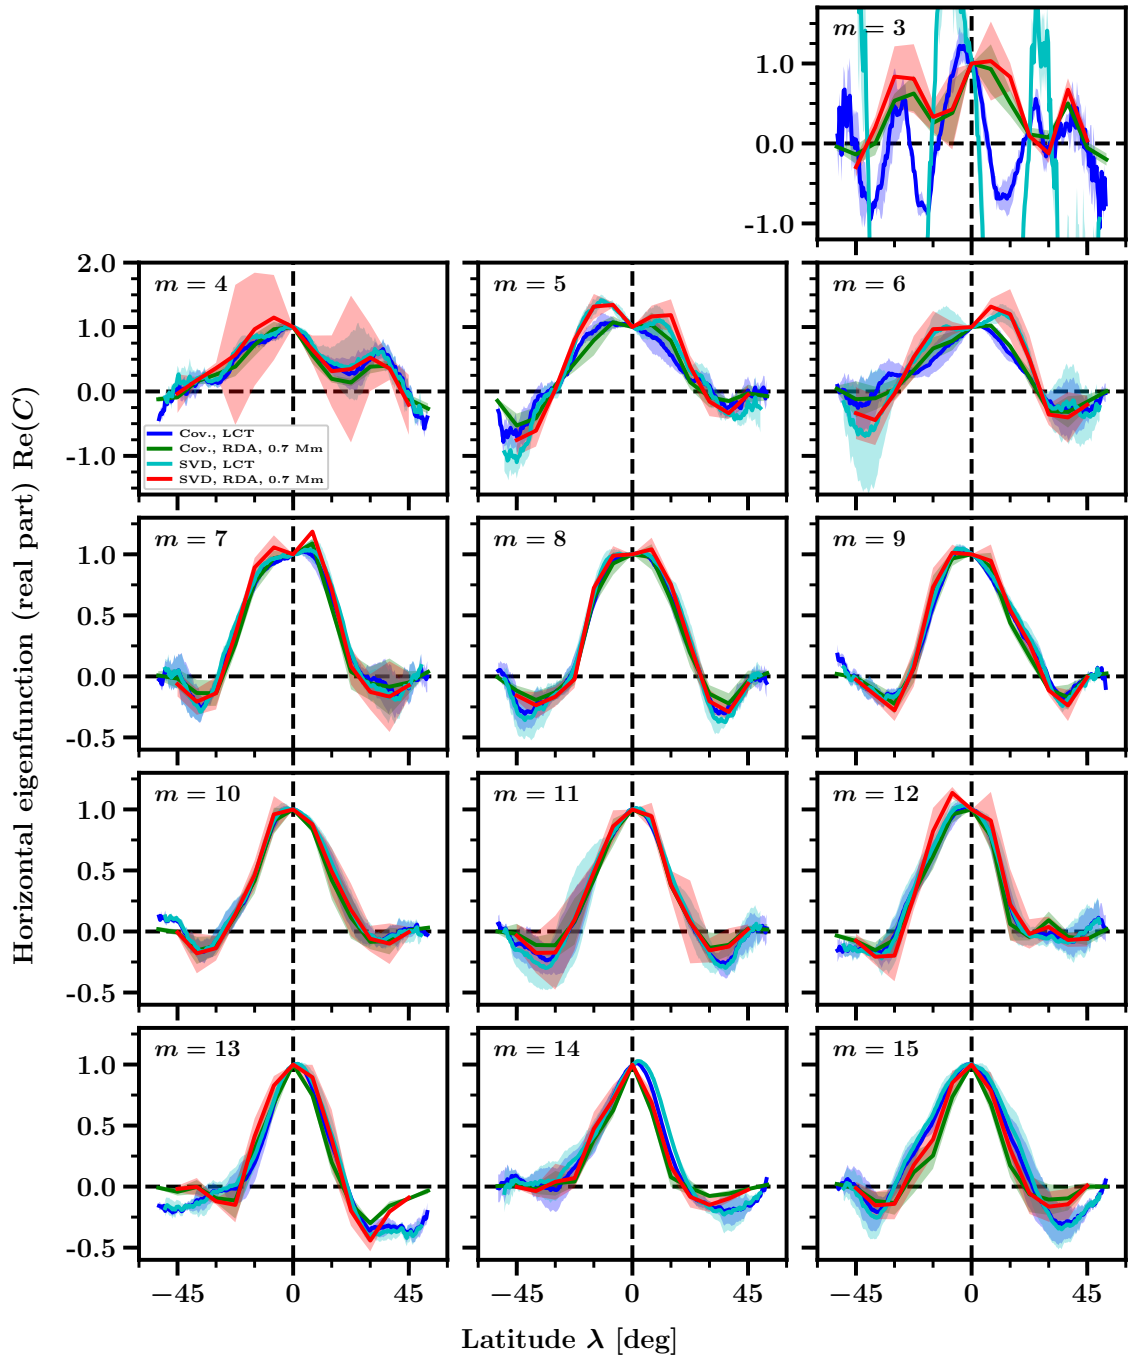 m = 3
1.0
0.0
-1.0
m = 4
m = 5
m = 6
2.0
1.0
0.0
-1.0
Cov., LCT
Cov., RDA, 0.7 Mm
SVD, LCT
SVD, RDA, 0.7 Mm
m = 7
m = 8
m = 9
1.0
0.5
0.0
-0.5
m = 10
m = 11
m = 12
1.0
0.5
0.0
-0.5
m = 13
m = 14
m = 15
1.0
0.5
0.0
-0.5
−45 0 45 −45 0 45 −45 0 45
Latitude λ [deg]
Horizontal eigenfunction (real part) Re(C)